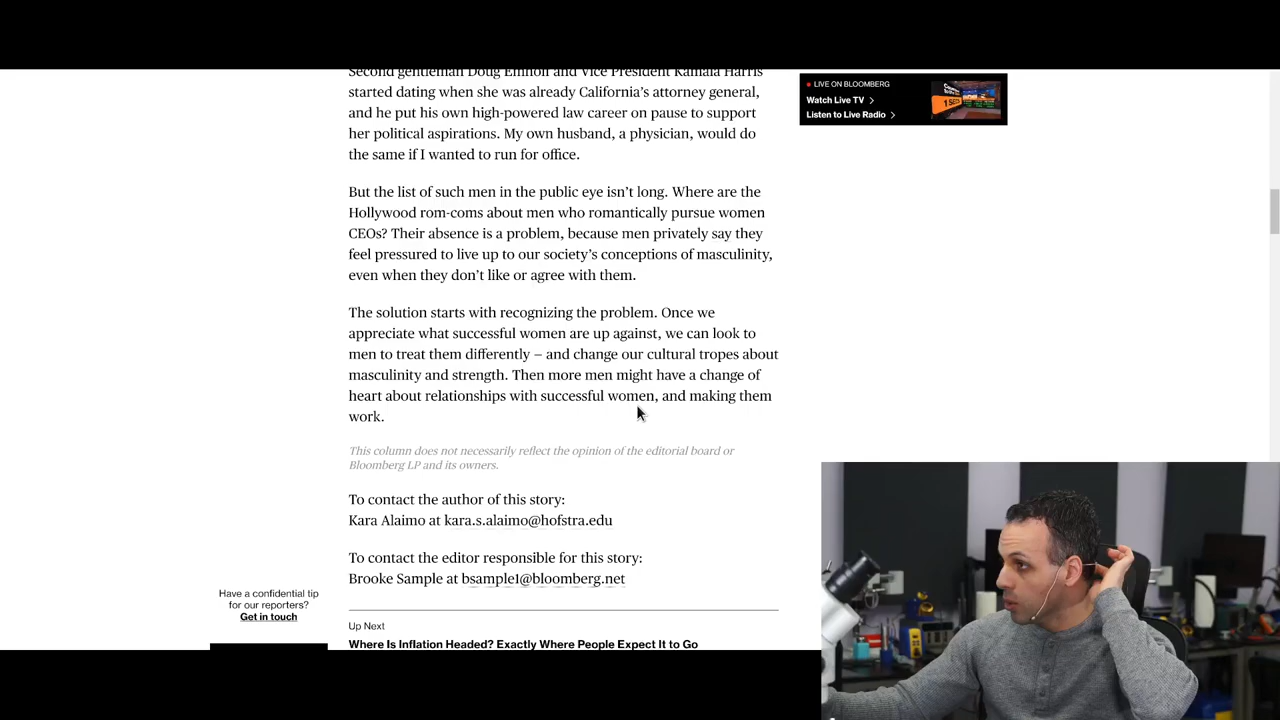 Second gentleman Doug Emhoff and Vice President Kamala Harris
started dating when she was already California’s attorney general,
and he put his own high-powered law career on pause to support
her political aspirations. My own husband, a physician, would do
the same if I wanted to run for office.
But the list of such men in the public eye isn’t long. Where are the
Hollywood rom-coms about men who romantically pursue women
CEOs? Their absence is a problem, because men privately say they
feel pressured to live up to our society’s conceptions of masculinity,
even when they don’t like or agree with them.
The solution starts with recognizing the problem. Once we
appreciate what successful women are up against, we can look to
men to treat them differently – and change our cultural tropes about
masculinity and strength. Then more men might have a change of
heart about relationships with successful women, and making them
work.
This column does not necessarily reflect the opinion of the editorial board or
Bloomberg LP and its owners.
To contact the author of this story:
Kara Alaimo at kara.s.alaimo@hofstra.edu
To contact the editor responsible for this story:
Brooke Sample at bsample1@bloomberg.net
Up Next
Where Is Inflation Headed? Exactly Where People Expect It to Go
Have a confidential tip
for our reporters?
Get in touch
LIVE ON BLOOMBERG
Watch Live TV
Listen to Live Radio